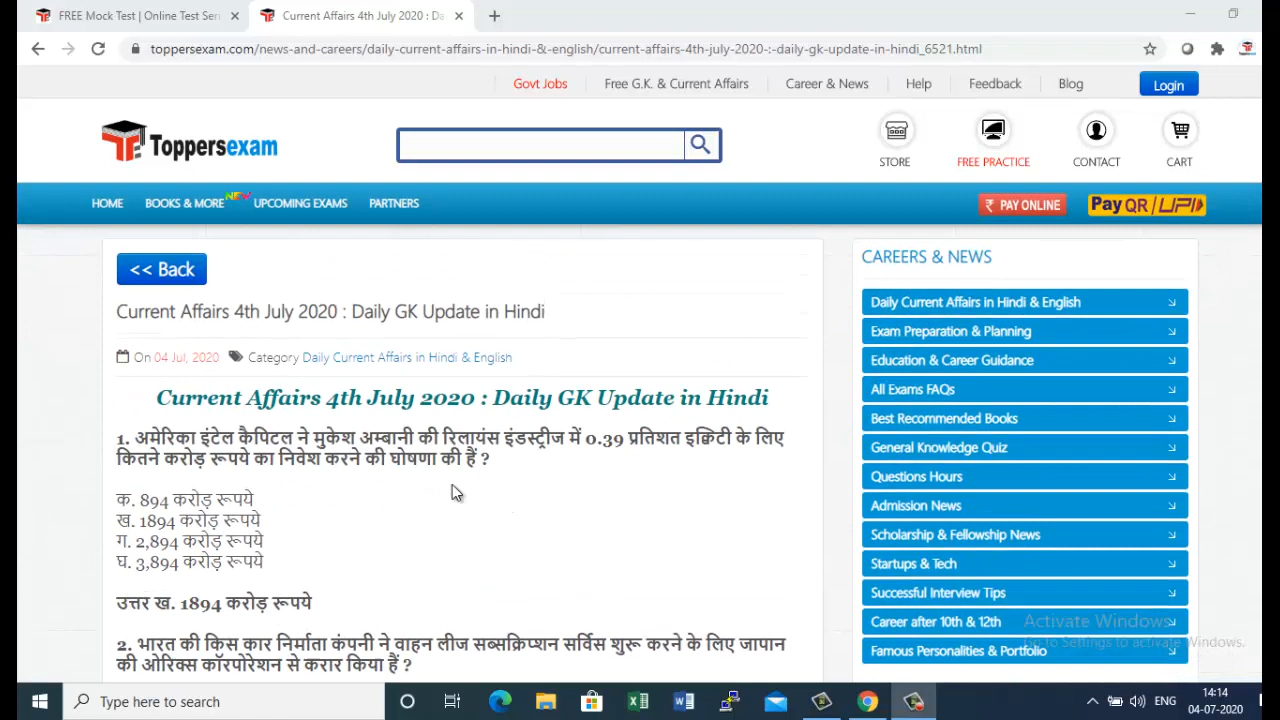 FREE Mock Test | Online Test Seri
Current Affairs 4th July 2020 : Da
toppersexam.com/news-and-careers/daily-current-affairs-in-hindi-&-english/current-affairs-4th-july-2020-:-daily-gk-update-in-hindi_6521.html
Govt Jobs
Free G.K. & Current Affairs
Career & News
Help
Feedback
Blog
Login
Toppersexam
STORE
FREE PRACTICE
CONTACT
CART
HOME
BOOKS & MORE
NEW
UPCOMING EXAMS
PARTNERS
₹ PAY ONLINE
Pay QR / UPI
<< Back
Current Affairs 4th July 2020 : Daily GK Update in Hindi
On 04 Jul, 2020 Category Daily Current Affairs in Hindi & English
Current Affairs 4th July 2020 : Daily GK Update in Hindi
1. अमेरिका इंटेल कैपिटल ने मुकेश अम्बानी की रिलायंस इंडस्ट्रीज में 0.39 प्रतिशत इक्विटी के लिए
कितने करोड़ रूपये का निवेश करने की घोषणा की हैं ?
क. 894 करोड़ रूपये
ख. 1894 करोड़ रूपये
ग. 2,894 करोड़ रूपये
घ. 3,894 करोड़ रूपये
उत्तर ख. 1894 करोड़ रूपये
2. भारत की किस कार निर्माता कंपनी ने वाहन लीज सब्सक्रिप्शन सर्विस शुरू करने के लिए जापान
की ओरिक्स कॉरपोरेशन से करार किया हैं ?
CAREERS & NEWS
Daily Current Affairs in Hindi & English
Exam Preparation & Planning
Education & Career Guidance
All Exams FAQs
Best Recommended Books
General Knowledge Quiz
Questions Hours
Admission News
Scholarship & Fellowship News
Startups & Tech
Successful Interview Tips
Career after 10th & 12th
Famous Personalities & Portfolio
Activate Windows
Go to Settings to activate Windows.
Type here to search
ENG
14:14
04-07-2020